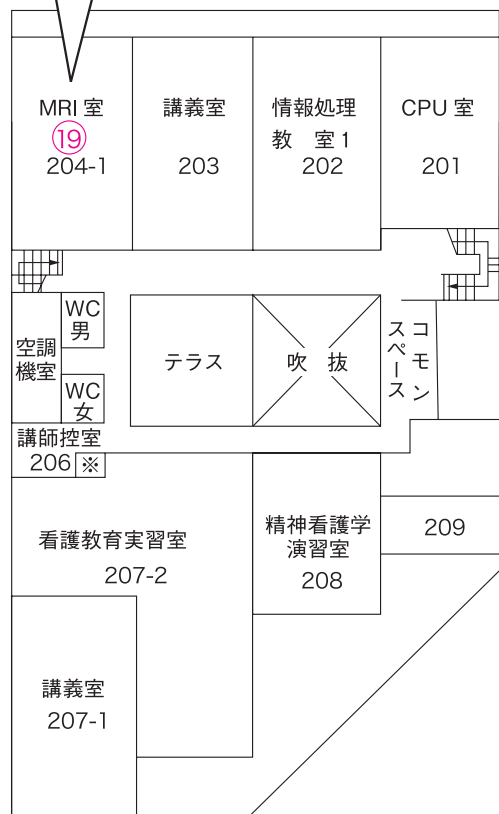 MRI 室
⑲
204-1
講義室
203
情報処理
教　室 1
202
CPU 室
201
WC
男
空調
機室
WC
女
テラス
吹　抜
コモン
スペース
講師控室
206 ※
看護教育実習室
207-2
精神看護学
演習室
208
209
講義室
207-1